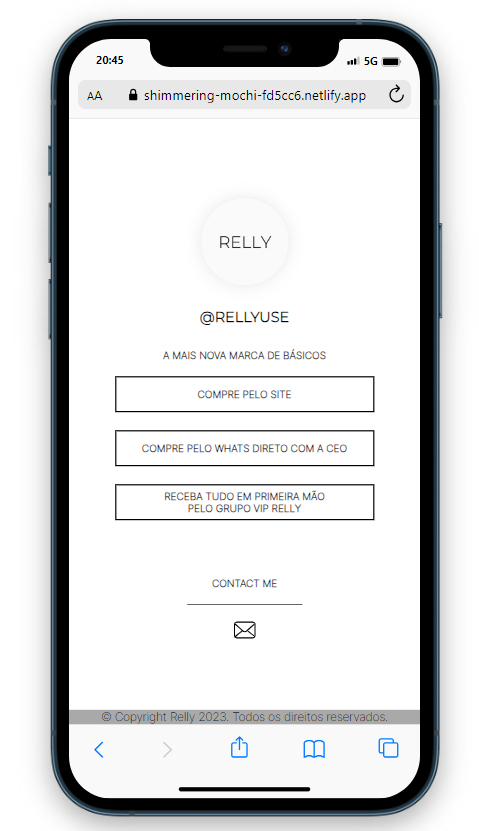 20:45
5G
AA
shimmering-mochi-fd5cc6.netlify.app
RELLY
@RELLYUSE
A MAIS NOVA MARCA DE BÁSICOS
COMPRE PELO SITE
COMPRE PELO WHATS DIRETO COM A CEO
RECEBA TUDO EM PRIMEIRA MÃO
PELO GRUPO VIP RELLY
CONTACT ME
© Copyright Relly 2023. Todos os direitos reservados.